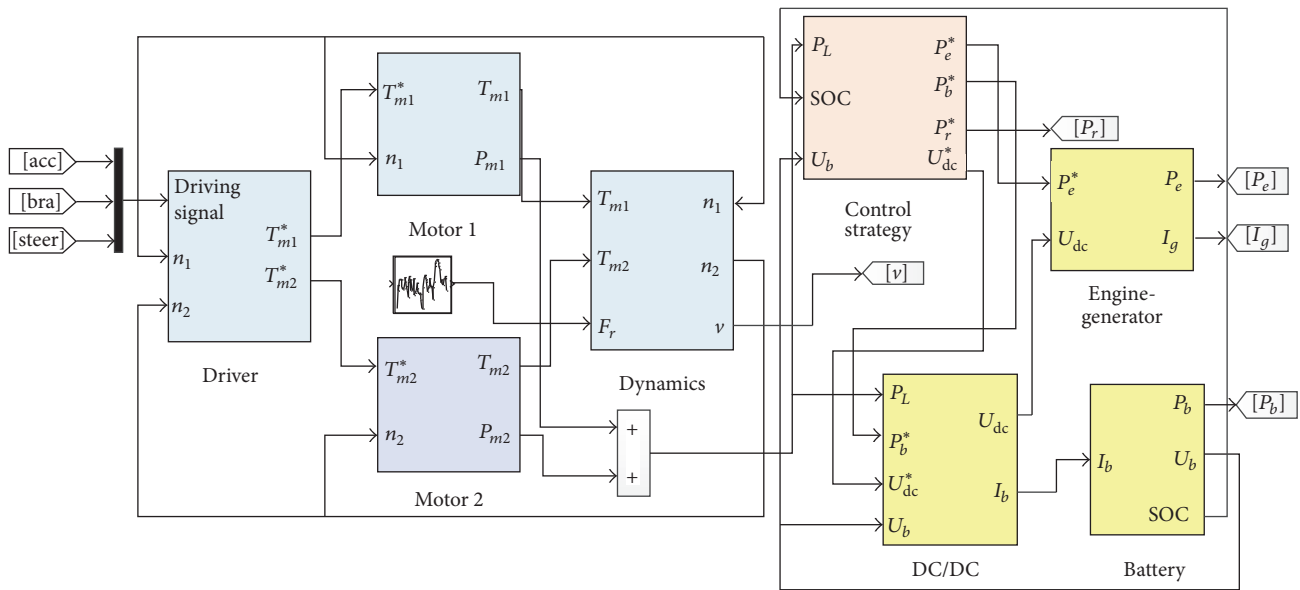 [acc]
[bra]
[steer]
Driving
signal
n1
n2
T*m1
T*m2
Driver
T*m1
n1
Tm1
Pm1
Motor 1
T*m2
n2
Tm2
Pm2
Motor 2
Tm1
Tm2
Fr
n1
n2
v
Dynamics
+
+
[v]
PL
SOC
Ub
P*e
P*b
P*r
U*dc
Control
strategy
[Pr]
P*e
Udc
Pe
Ig
Engine-
generator
[Pe]
[Ig]
PL
P*b
U*dc
Ub
Udc
Ib
DC/DC
Ib
Pb
Ub
SOC
Battery
[Pb]